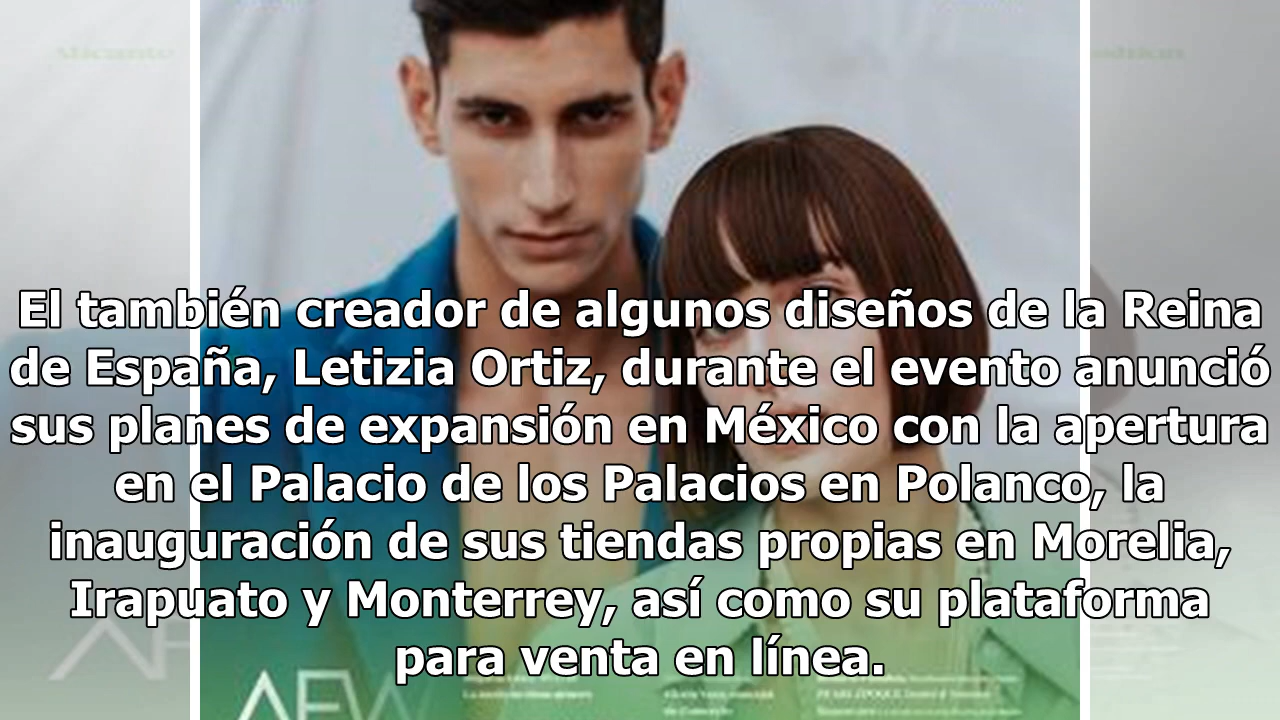 El también creador de algunos diseños de la Reina
de España, Letizia Ortiz, durante el evento anunció
sus planes de expansión en México con la apertura
en el Palacio de los Palacios en Polanco, la
inauguración de sus tiendas propias en Morelia,
Irapuato y Monterrey, así como su plataforma
para venta en línea.
AFW